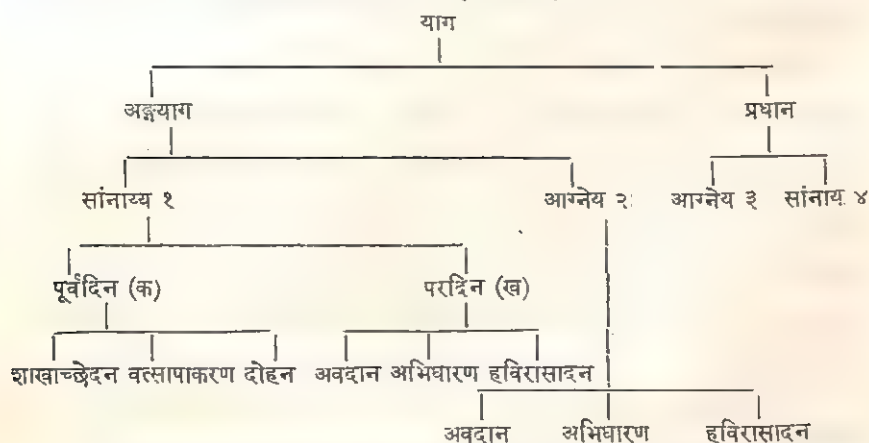 याग
अङ्गयाग प्रधान
सांनाय्य १ आग्नेय २ आग्नेय ३ सांनाय ४
पूर्वदिन (क) परदिन (ख)
शाखाच्छेदन वत्सापाकरण दोहन अवदान अभिघारण हविरासादन
अवदान अभिघारण हविरासादन